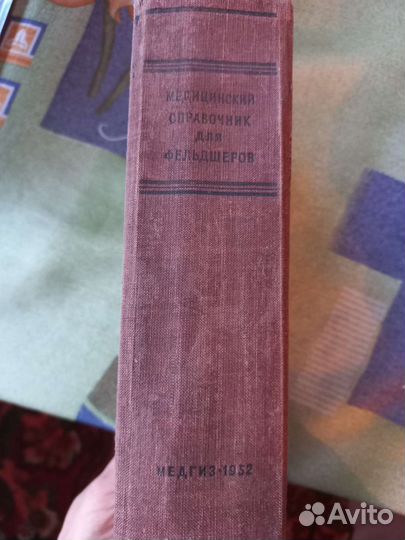 МЕДИЦИНСКИЙ
СПРАВОЧНИК
ДЛЯ
ФЕЛЬДШЕРОВ
МЕДГИЗ·1952
Avito